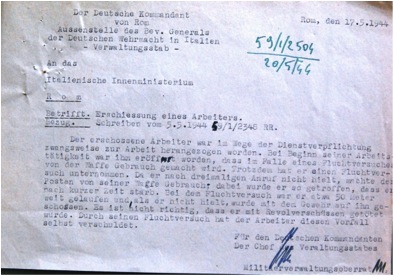 Der Deutsche Kommandant
von Rom
Rom, den 17.5.1944
Aussenstelle des Bev. Generals
der Deutschen Wehrmacht in Italien
- Verwaltungsstab -
59/1/2504
20/5/44
An das
Italienische Innenministerium
R o m
Betrifft. Erschiessung eines Arbeiters.
Bezug. Schreiben vom 5.5.1944 59/1/2348 RR.
Der erschossene Arbeiter war im Wege der Dienstverpflichtung
zwangsweise zur Arbeit herangezogen worden. Bei Beginn seiner Arbeits
tätigkeit war ihm eröffnet worden, dass im Falle eines Fluchtversuches
von der Waffe Gebrauch gemacht wird. Trotzdem hat er einen Fluchtver-
such unternommen. Da er nach dreimaligem Anruf nicht hielt, machte der
Posten von seiner Waffe Gebrauch; dabei wurde er so getroffen, dass er
nach kurzer Zeit starb. Bei dem Fluchtversuch war er etwa 50 Meter
weit gelaufen und, als er nicht hielt, wurde mit dem Gewehr auf ihn ge-
schossen. Es ist nicht richtig, dass er mit Revolverschüssen getötet
wurde. Durch seinen Fluchtversuch hat der Arbeiter diesen Vorfall
selbst verschuldet.
Für den Deutschen Kommandanten
Der Chef Verwaltungsstabes
Militärverwaltungsoberrat